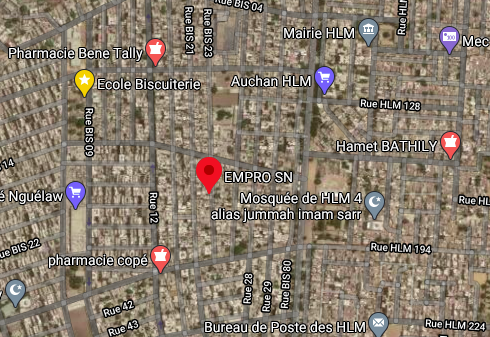 Rue BIS 04
Rue BIS 21
Rue BIS 23
Mairie HLM
Rue HLM
Pharmacie Bene Tally
Mec
Ecole Biscuiterie
Auchan HLM
Rue HLM 128
Rue BIS 09
Hamet BATHILY
14
EMPRO SN
é Nguélaw
Rue 12
Mosquée de HLM 4
alias jummah imam sarr
Rue BIS 22
Rue HLM 194
pharmacie copé
Rue 28
Rue 29
Rue BIS 80
Rue 42
Rue 43
Bureau de Poste des HLM
Rue HLM 224